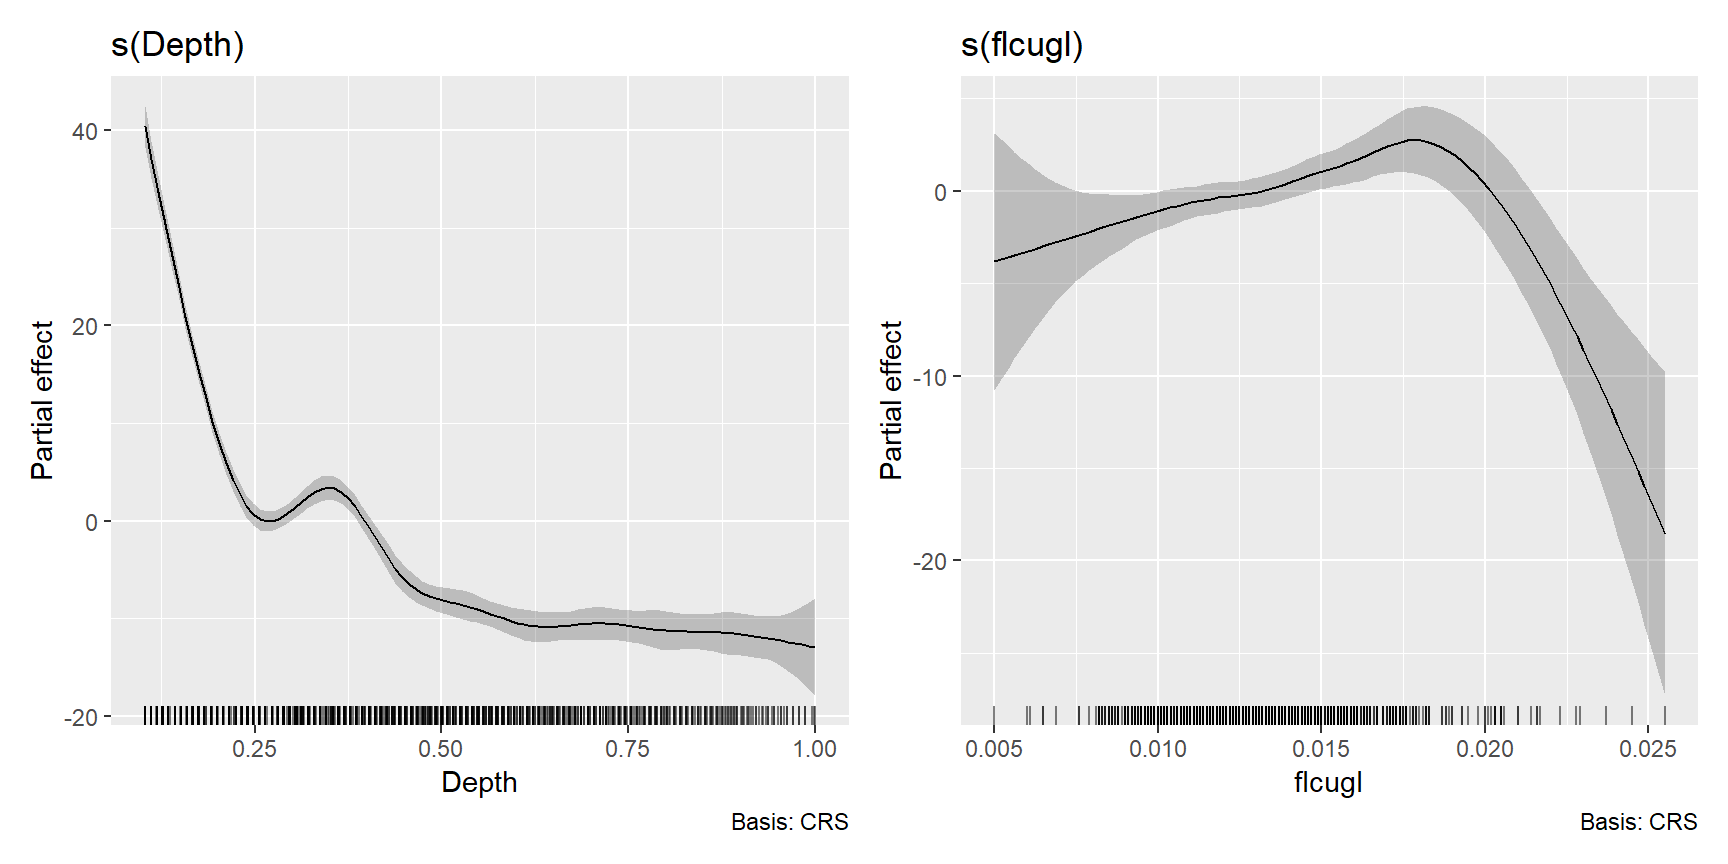 s(Depth)
Partial effect
40
20
0
-20
0.25
0.50
0.75
1.00
Depth
Basis: CRS
s(flcugl)
Partial effect
0
-10
-20
0.005
0.010
0.015
0.020
0.025
flcugl
Basis: CRS